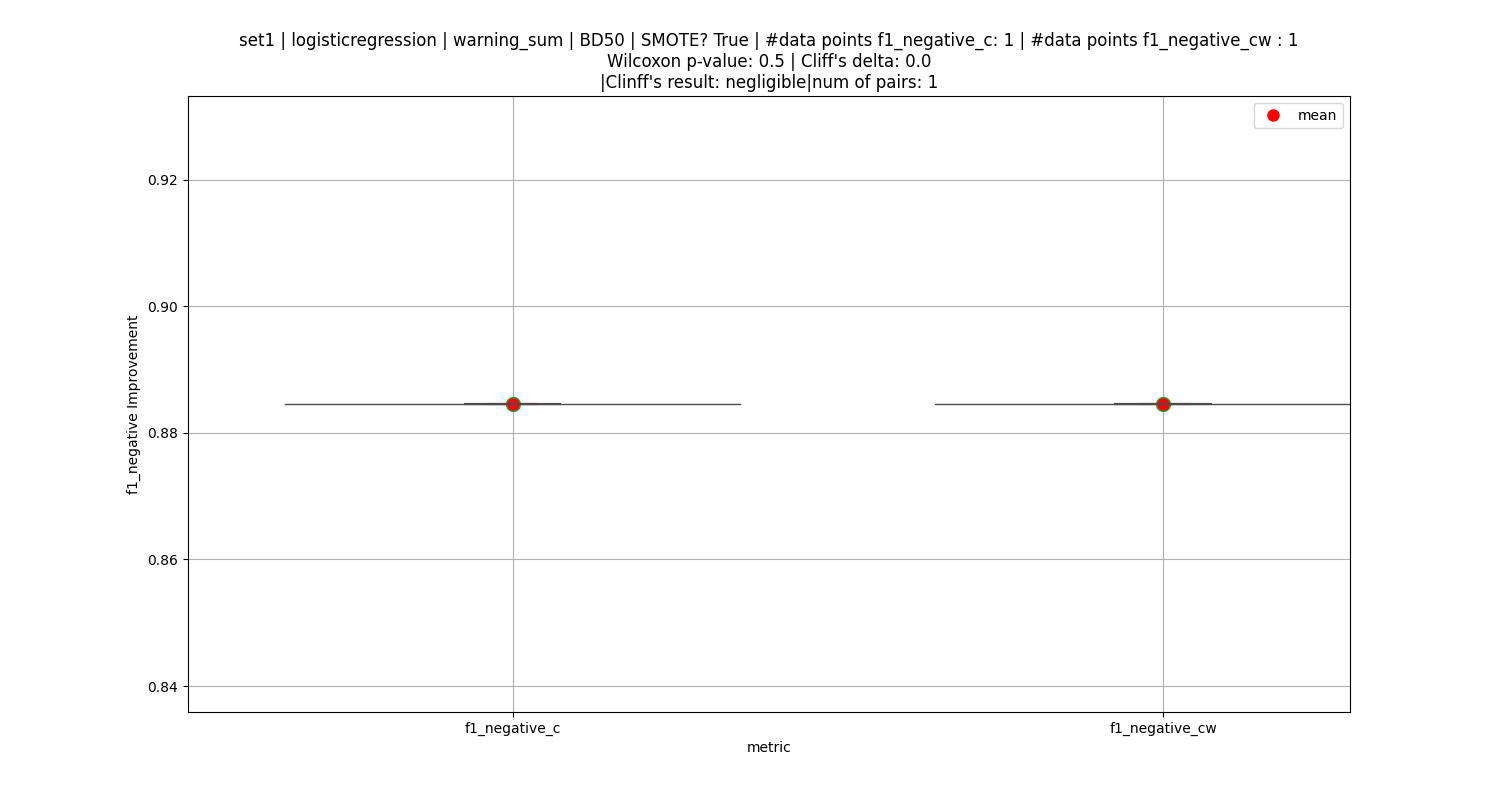 set1 | logisticregression | warning_sum | BD50 | SMOTE? True | #data points f1_negative_c: 1 | #data points f1_negative_cw : 1
Wilcoxon p-value: 0.5 | Cliff's delta: 0.0
|Clinff's result: negligible|num of pairs: 1
mean
0.92
0.90
0.88
0.86
0.84
f1_negative Improvement
f1_negative_c
f1_negative_cw
metric